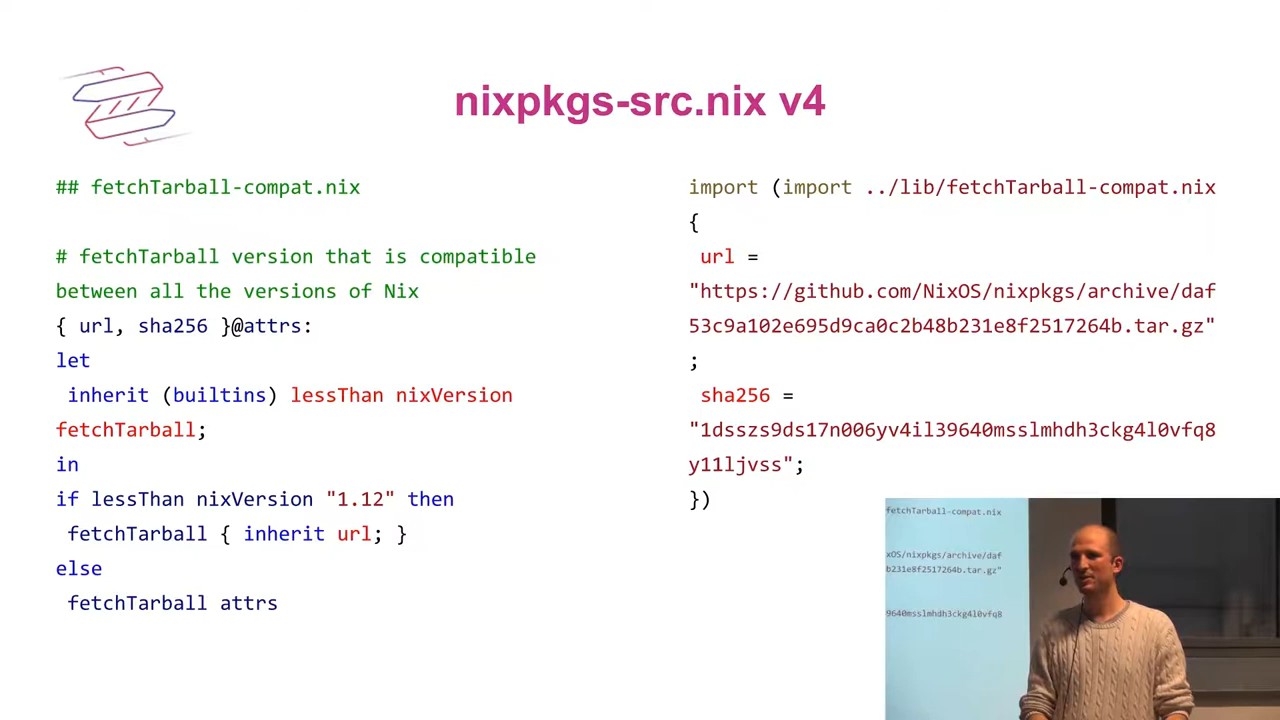 nixpkgs-src.nix v4
## fetchTarball-compat.nix
# fetchTarball version that is compatible
between all the versions of Nix
{ url, sha256 }@attrs:
let
inherit (builtins) lessThan nixVersion
fetchTarball;
in
if lessThan nixVersion "1.12" then
fetchTarball { inherit url; }
else
fetchTarball attrs
import (import ../lib/fetchTarball-compat.nix
{
url =
"https://github.com/NixOS/nixpkgs/archive/daf
53c9a102e695d9ca0c2b48b231e8f2517264b.tar.gz"
;
sha256 =
"1dsszs9ds17n006yv4il39640msslmhdh3ckg4l0vfq8
y11ljvss";
})
fetchTarball-compat.nix
xOS/nixpkgs/archive/daf
b231e8f2517264b.tar.gz"
9640msslmhdh3ckg4l0vfq8